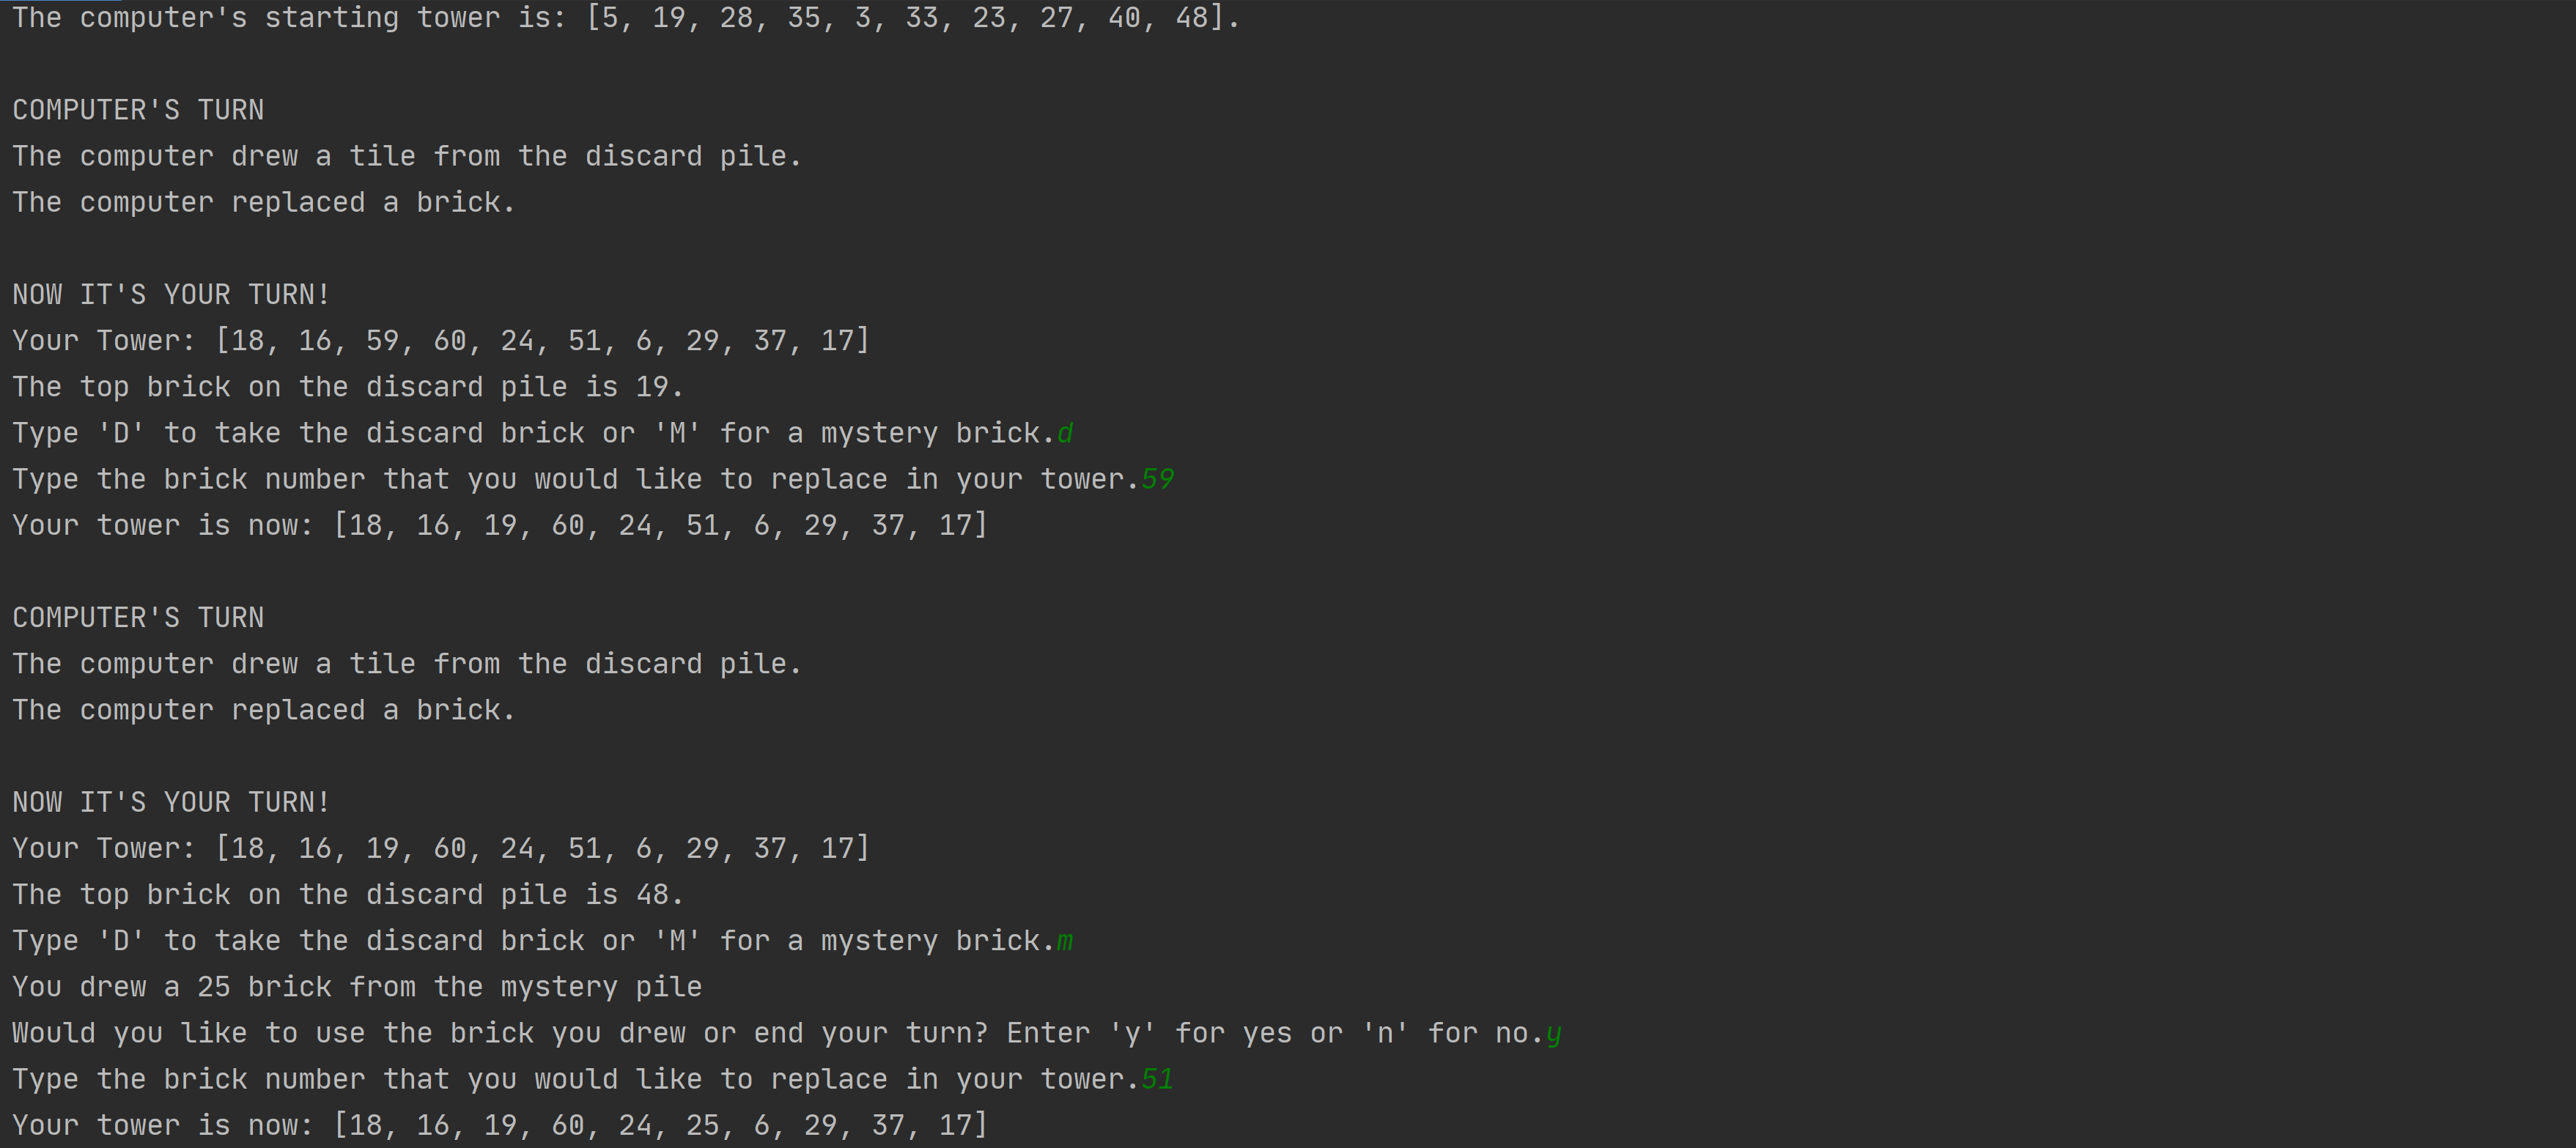 The computer's starting tower is: [5, 19, 28, 35, 3, 33, 23, 27, 40, 48].
COMPUTER'S TURN
The computer drew a tile from the discard pile.
The computer replaced a brick.
NOW IT'S YOUR TURN!
Your Tower: [18, 16, 59, 60, 24, 51, 6, 29, 37, 17]
The top brick on the discard pile is 19.
Type 'D' to take the discard brick or 'M' for a mystery brick.d
Type the brick number that you would like to replace in your tower.59
Your tower is now: [18, 16, 19, 60, 24, 51, 6, 29, 37, 17]
COMPUTER'S TURN
The computer drew a tile from the discard pile.
The computer replaced a brick.
NOW IT'S YOUR TURN!
Your Tower: [18, 16, 19, 60, 24, 51, 6, 29, 37, 17]
The top brick on the discard pile is 48.
Type 'D' to take the discard brick or 'M' for a mystery brick.m
You drew a 25 brick from the mystery pile
Would you like to use the brick you drew or end your turn? Enter 'y' for yes or 'n' for no.y
Type the brick number that you would like to replace in your tower.51
Your tower is now: [18, 16, 19, 60, 24, 25, 6, 29, 37, 17]